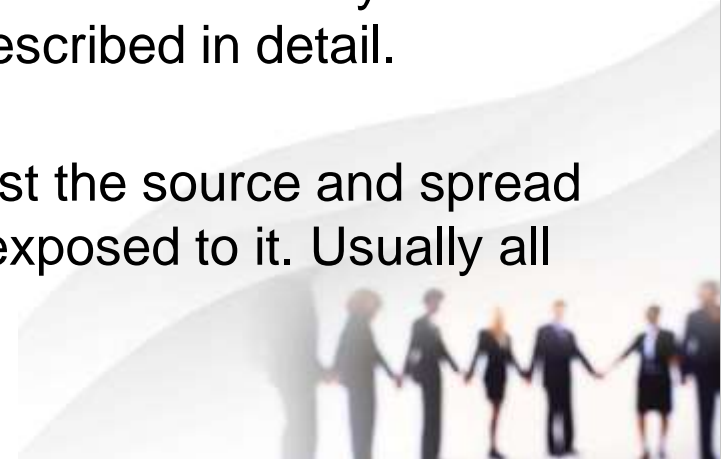 escribed in detail.
st the source and spread
exposed to it. Usually all